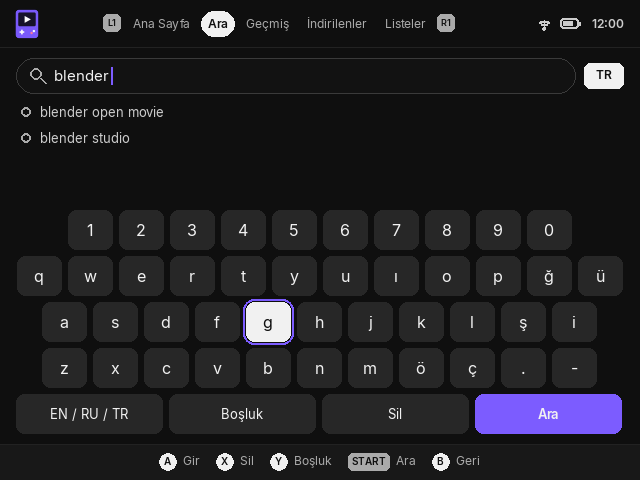 L1 Ana Sayfa Ara Geçmiş İndirilenler Listeler R1 12:00
blender TR
blender open movie
blender studio
1 2 3 4 5 6 7 8 9 0
q w e r t y u ı o p ğ ü
a s d f g h j k l ş i
z x c v b n m ö ç . -
EN / RU / TR Boşluk Sil Ara
A Gir X Sil Y Boşluk START Ara B Geri